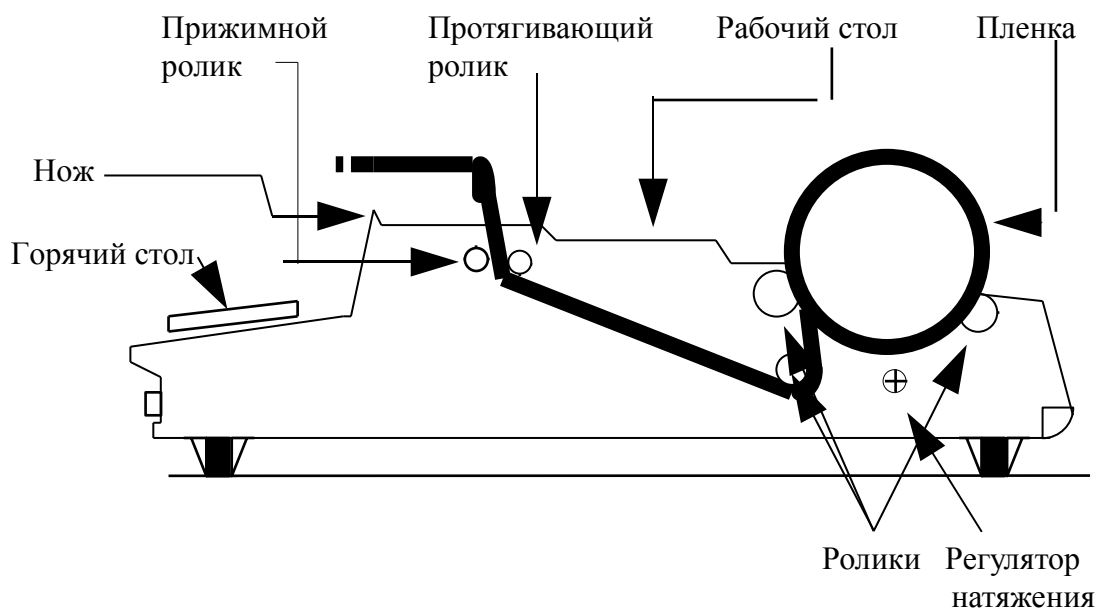 Прижимной
ролик
Протягивающий
ролик
Рабочий стол
Пленка
Нож
Горячий стол
Ролики
Регулятор
натяжения